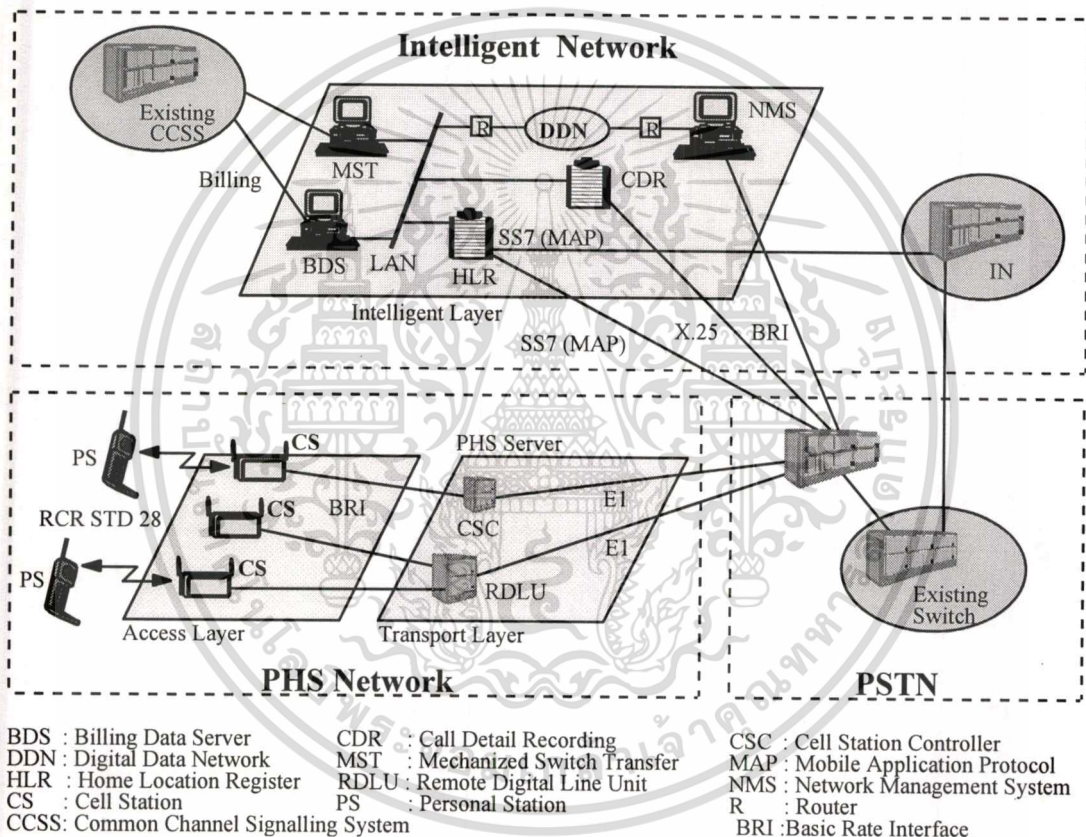 Intelligent Network
Existing
CCSS
Billing
MST
R
DDN
R
NMS
CDR
BDS
LAN
HLR
SS7 (MAP)
IN
Intelligent Layer
SS7 (MAP)
X.25
BRI
PS
CS
PHS Server
BRI
CSC
E1
RCR STD 28
CS
E1
PS
CS
RDLU
Existing
Switch
Access Layer
Transport Layer
PHS Network
PSTN
BDS : Billing Data Server
DDN : Digital Data Network
HLR : Home Location Register
CS : Cell Station
CCSS: Common Channel Signalling System
CDR : Call Detail Recording
MST : Mechanized Switch Transfer
RDLU : Remote Digital Line Unit
PS : Personal Station
CSC : Cell Station Controller
MAP : Mobile Application Protocol
NMS : Network Management System
R : Router
BRI :Basic Rate Interface